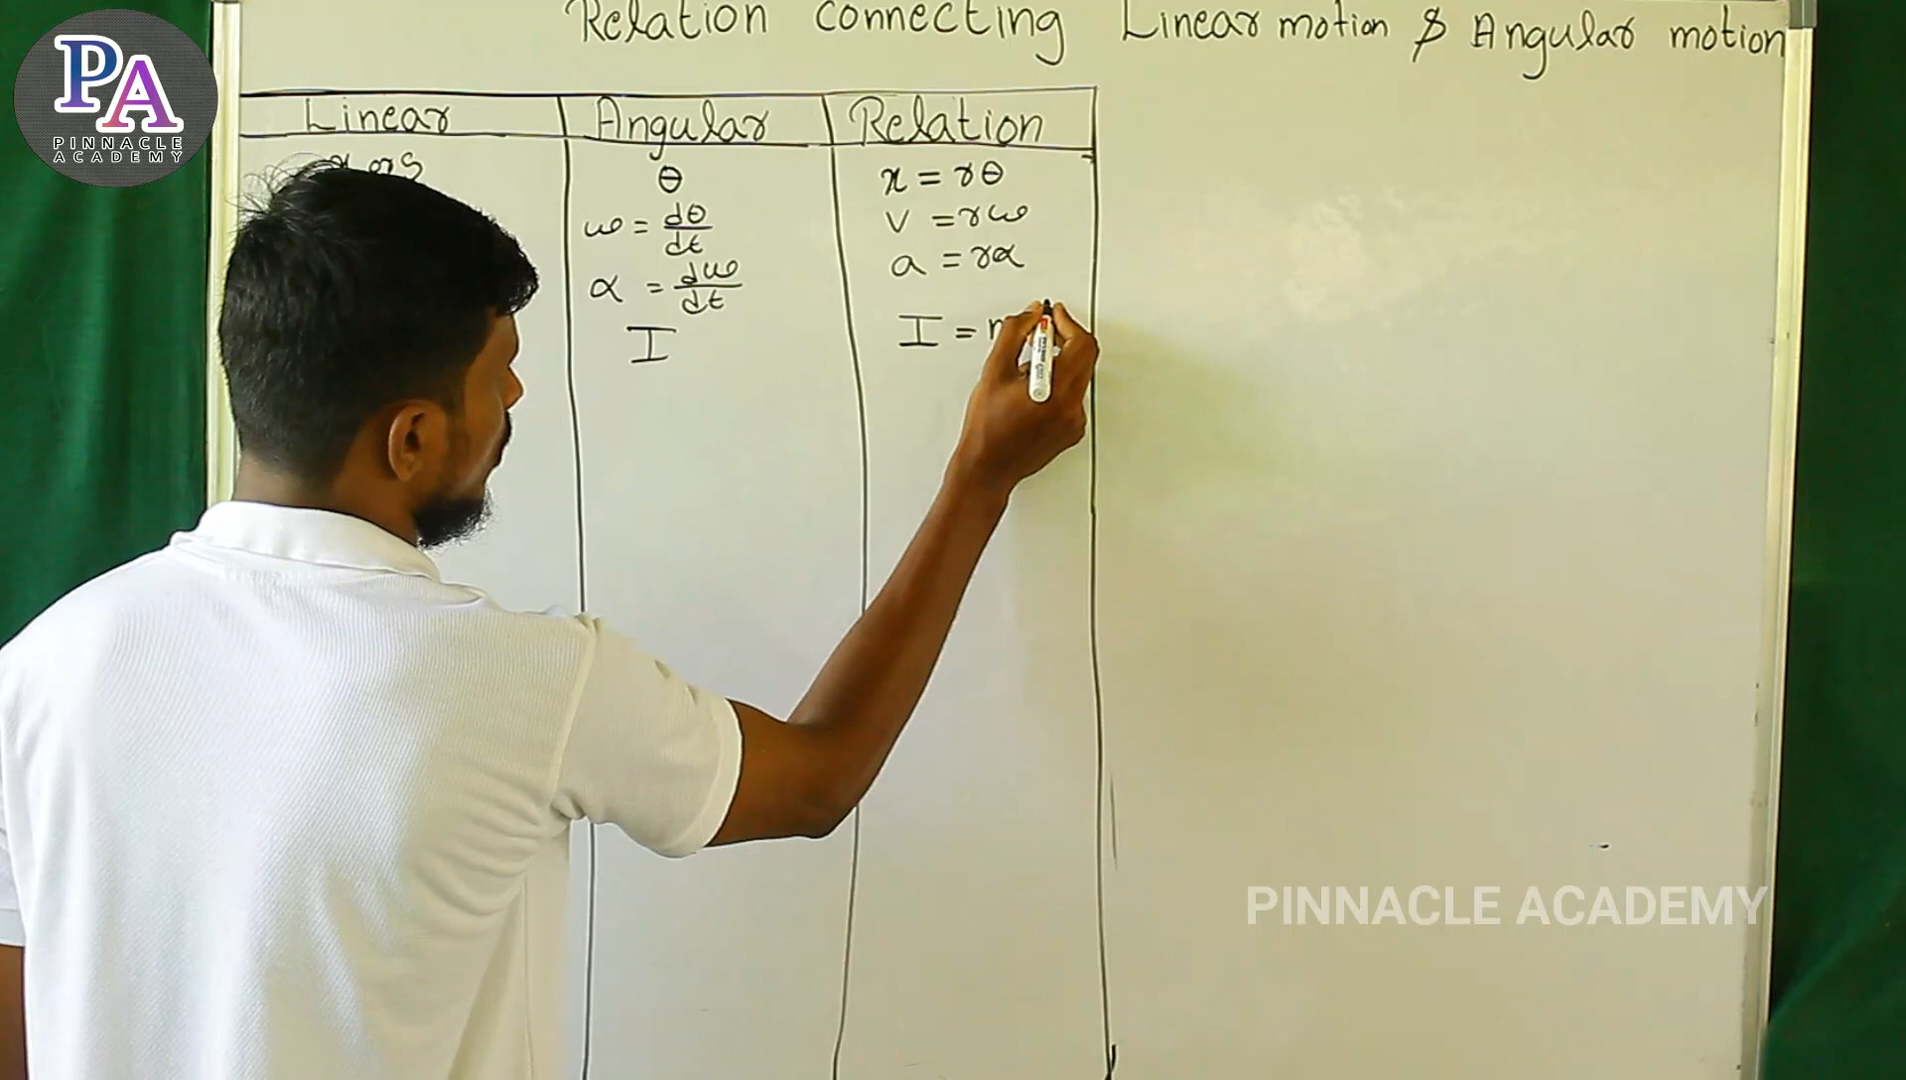 Relation connecting Linear motion & Angular motion
PA
PINNACLE
ACADEMY
Linear Angular Relation
x or S θ x = rθ
ω = dθ/dt v = rω
α = dω/dt a = rα
I I =
PINNACLE ACADEMY